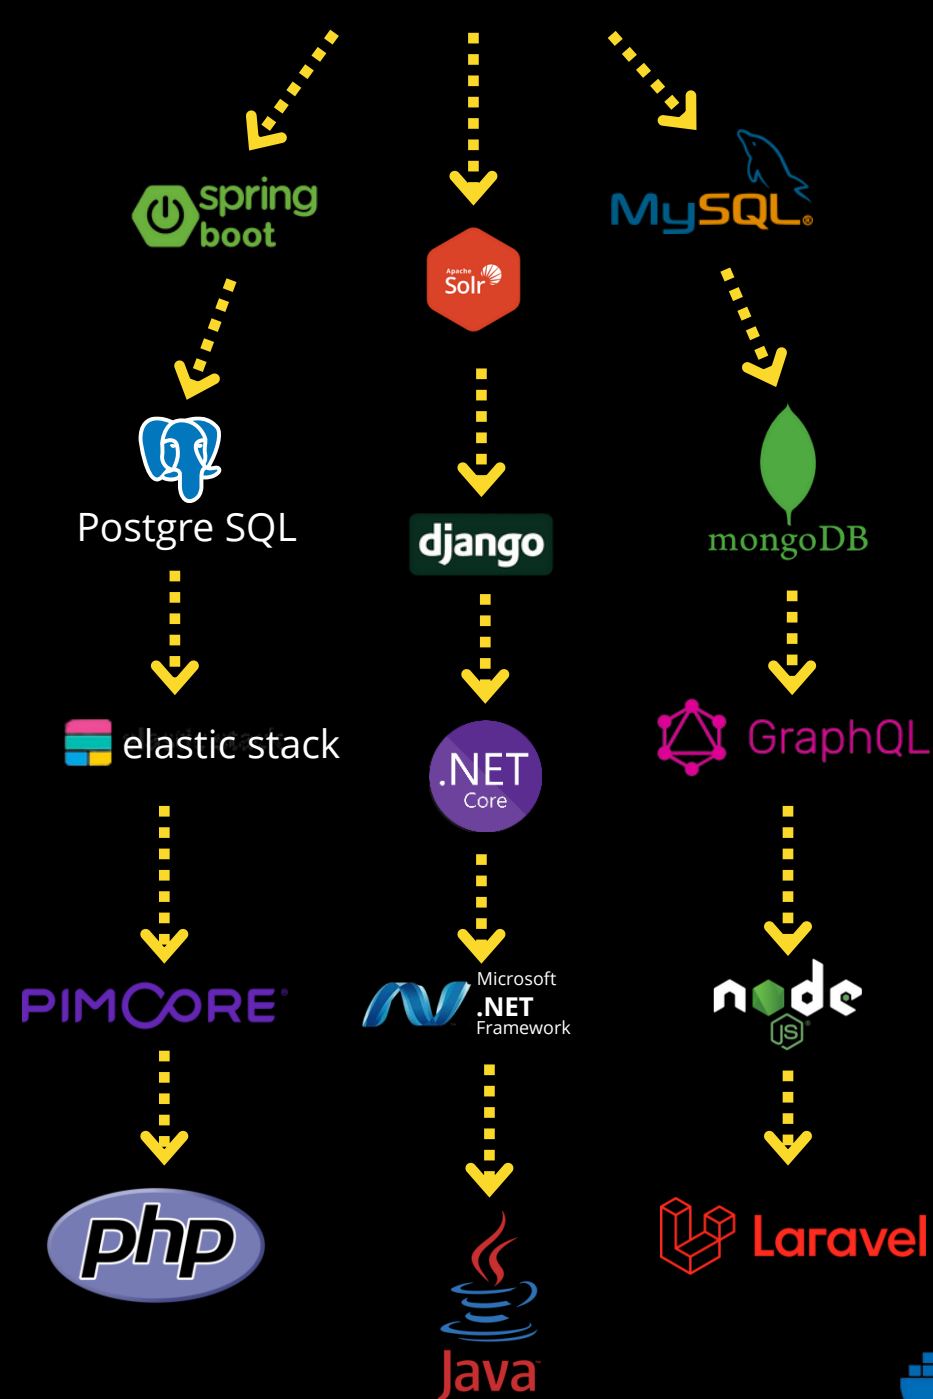 spring
boot
Apache
Solr
MySQL®
Postgre SQL
django
mongoDB
elastic stack
.NET
Core
GraphQL
PIMCORE®
Microsoft
.NET
Framework
node
JS®
php
Laravel
Java™